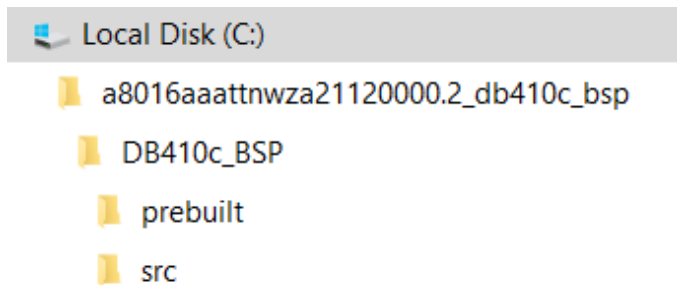 Local Disk (C:)
a8016aaattnwza21120000.2_db410c_bsp
DB410c_BSP
prebuilt
src